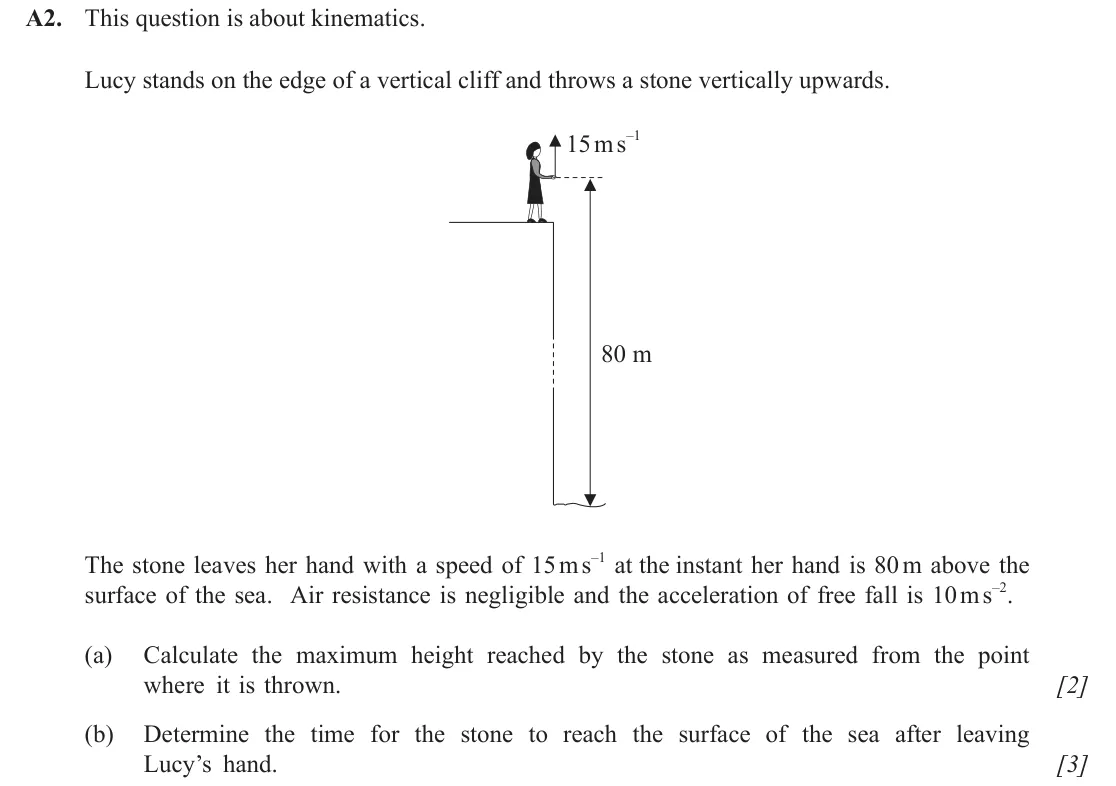 A2. This question is about kinematics.
Lucy stands on the edge of a vertical cliff and throws a stone vertically upwards.
15 m s⁻¹
80 m
The stone leaves her hand with a speed of 15 m s⁻¹ at the instant her hand is 80 m above the
surface of the sea. Air resistance is negligible and the acceleration of free fall is 10 m s⁻².
(a) Calculate the maximum height reached by the stone as measured from the point
where it is thrown. [2]
(b) Determine the time for the stone to reach the surface of the sea after leaving
Lucy’s hand. [3]